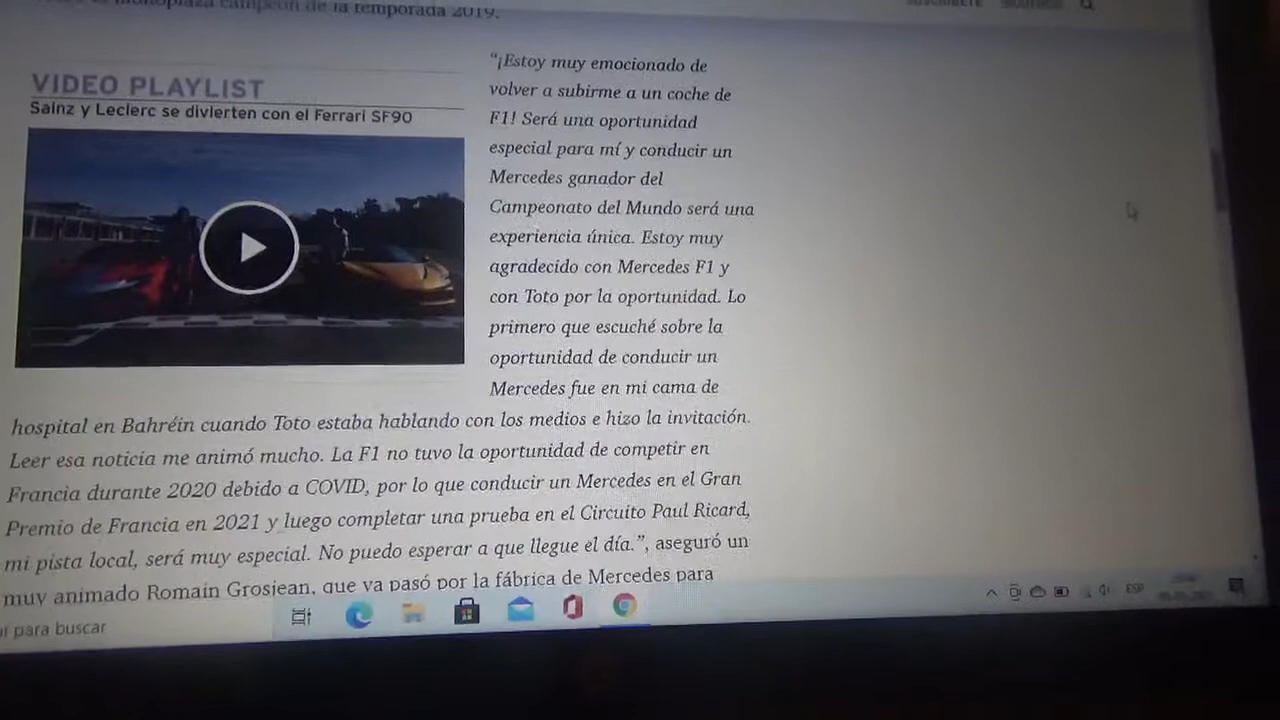 monoplaza campeón de la temporada 2019.
SUSCRÍBETE
VIDEO PLAYLIST
Sainz y Leclerc se divierten con el Ferrari SF90
“¡Estoy muy emocionado de
volver a subirme a un coche de
F1! Será una oportunidad
especial para mí y conducir un
Mercedes ganador del
Campeonato del Mundo será una
experiencia única. Estoy muy
agradecido con Mercedes F1 y
con Toto por la oportunidad. Lo
primero que escuché sobre la
oportunidad de conducir un
Mercedes fue en mi cama de
hospital en Bahréin cuando Toto estaba hablando con los medios e hizo la invitación.
Leer esa noticia me animó mucho. La F1 no tuvo la oportunidad de competir en
Francia durante 2020 debido a COVID, por lo que conducir un Mercedes en el Gran
Premio de Francia en 2021 y luego completar una prueba en el Circuito Paul Ricard,
mi pista local, será muy especial. No puedo esperar a que llegue el día.”, aseguró un
muy animado Romain Grosjean, que ya pasó por la fábrica de Mercedes para
para buscar
ESP